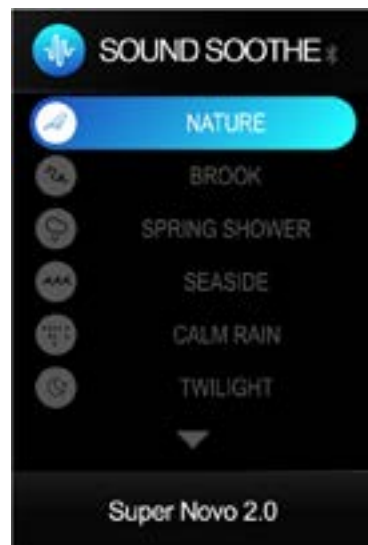 SOUND SOOTHE
NATURE
BROOK
SPRING SHOWER
SEASIDE
CALM RAIN
TWILIGHT
Super Novo 2.0